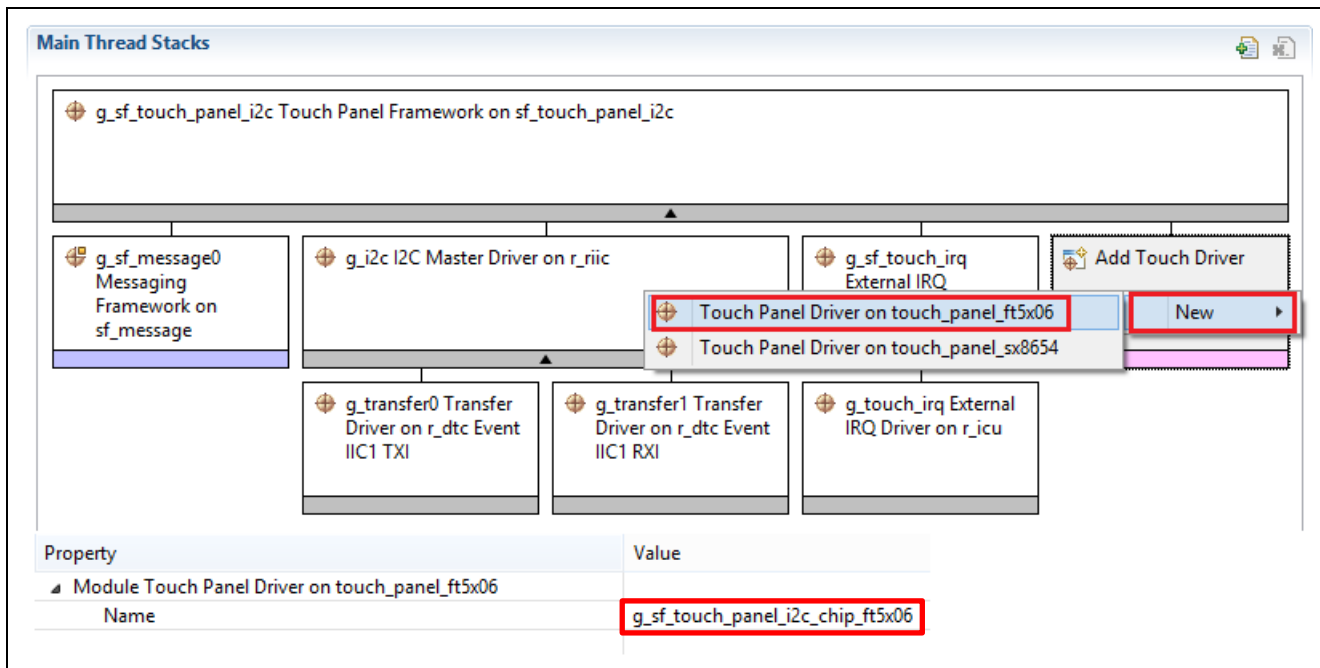 Main Thread Stacks
g_sf_touch_panel_i2c Touch Panel Framework on sf_touch_panel_i2c
g_sf_message0
Messaging
Framework on
sf_message
g_i2c I2C Master Driver on r_riic
g_sf_touch_irq
External IRQ
Add Touch Driver
New
Touch Panel Driver on touch_panel_ft5x06
Touch Panel Driver on touch_panel_sx8654
g_transfer0 Transfer
Driver on r_dtc Event
IIC1 TXI
g_transfer1 Transfer
Driver on r_dtc Event
IIC1 RXI
g_touch_irq External
IRQ Driver on r_icu
Property Value
Module Touch Panel Driver on touch_panel_ft5x06
Name g_sf_touch_panel_i2c_chip_ft5x06